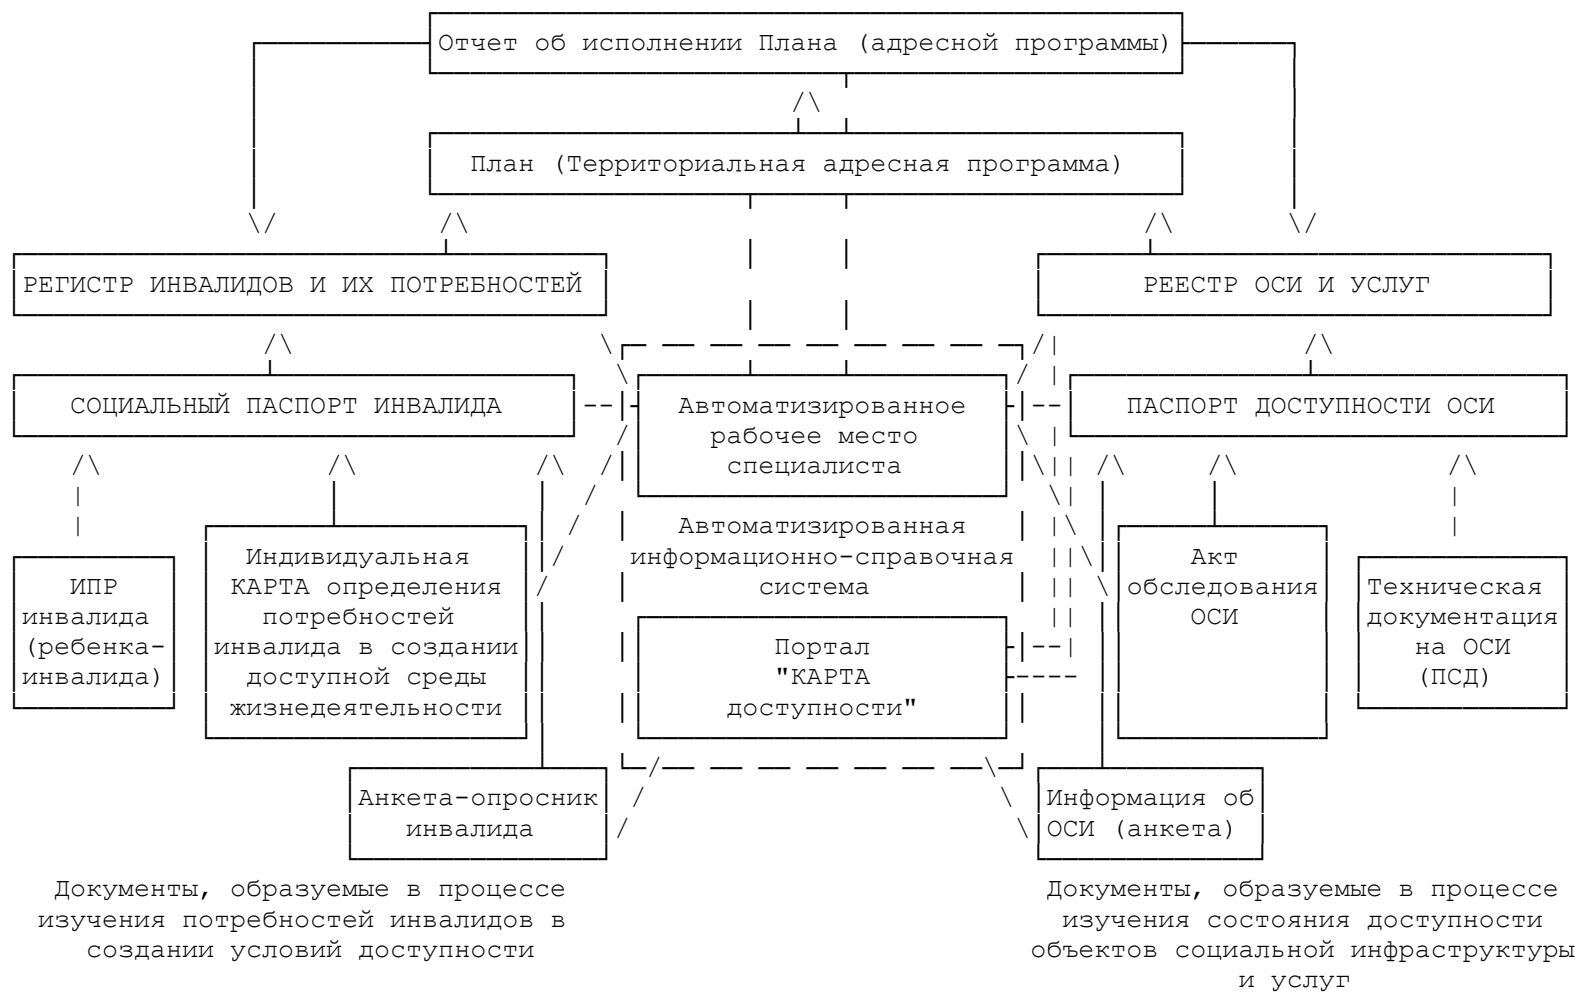 Отчет об исполнении Плана (адресной программы)
План (Территориальная адресная программа)
РЕГИСТР ИНВАЛИДОВ И ИХ ПОТРЕБНОСТЕЙ
РЕЕСТР ОСИ И УСЛУГ
СОЦИАЛЬНЫЙ ПАСПОРТ ИНВАЛИДА
Автоматизированное
рабочее место
специалиста
ПАСПОРТ ДОСТУПНОСТИ ОСИ
ИПР
инвалида
(ребенка-
инвалида)
Индивидуальная
КАРТА определения
потребностей
инвалида в создании
доступной среды
жизнедеятельности
Автоматизированная
информационно-справочная
система
Портал
"КАРТА
доступности"
Акт
обследования
ОСИ
Техническая
документация
на ОСИ
(ПСД)
Анкета-опросник
инвалида
Информация об
ОСИ (анкета)
Документы, образуемые в процессе
изучения потребностей инвалидов в
создании условий доступности
Документы, образуемые в процессе
изучения состояния доступности
объектов социальной инфраструктуры
и услуг